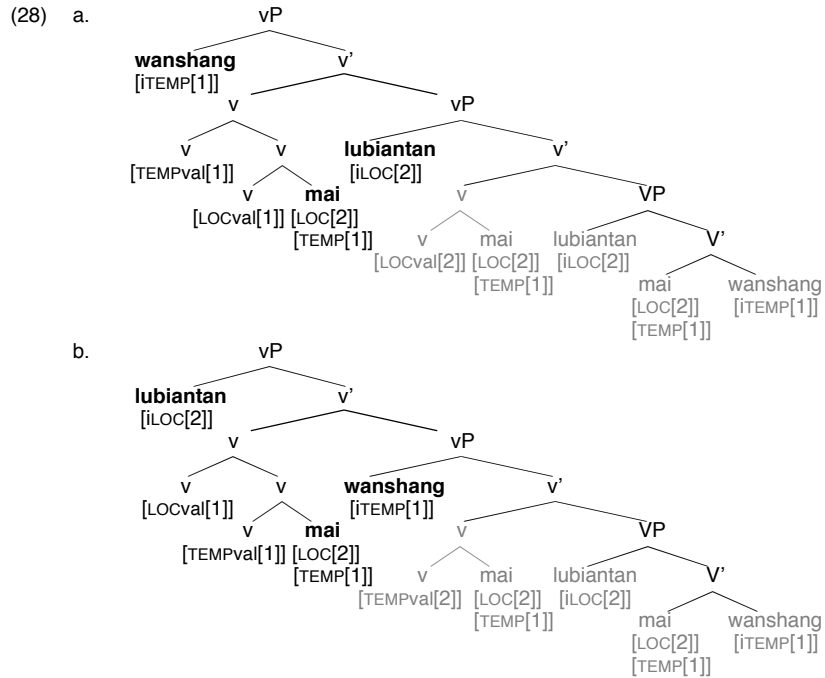 (28) a. vP
wanshang v'
[iTEMP[1]]
v vP
v v lubiantan v'
[TEMPval[1]] [iLOC[2]]
v mai v VP
[LOCval[1]] [LOC[2]]
[TEMP[1]] v mai lubiantan V'
[LOCval[2]] [LOC[2]] [iLOC[2]]
[TEMP[1]] mai wanshang
[LOC[2]] [iTEMP[1]]
[TEMP[1]]
b. vP
lubiantan v'
[iLOC[2]]
v vP
v v wanshang v'
[LOCval[1]] [iTEMP[1]]
v mai v VP
[TEMPval[1]] [LOC[2]]
[TEMP[1]] v mai lubiantan V'
[TEMPval[2]] [LOC[2]] [iLOC[2]]
[TEMP[1]] mai wanshang
[LOC[2]] [iTEMP[1]]
[TEMP[1]]